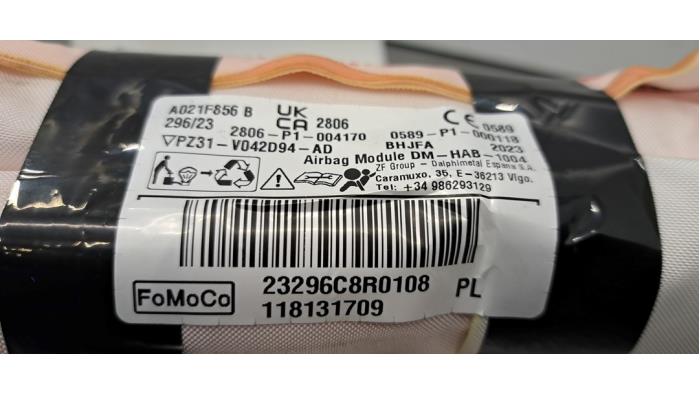 A021F856 B
UK
CA 2806
CE 0589
296/23 2806-P1-004170 0589-P1-000118
▽PZ31-V042D94-AD BHJFA 2023
Airbag Module DM-HAB-1004
ZF Group - Dalphimetal Espana S.A.
Caramuxo, 35, E-36213 Vigo.
Tel: +34 986293129
FoMoCo 23296C8R0108 PL
118131709